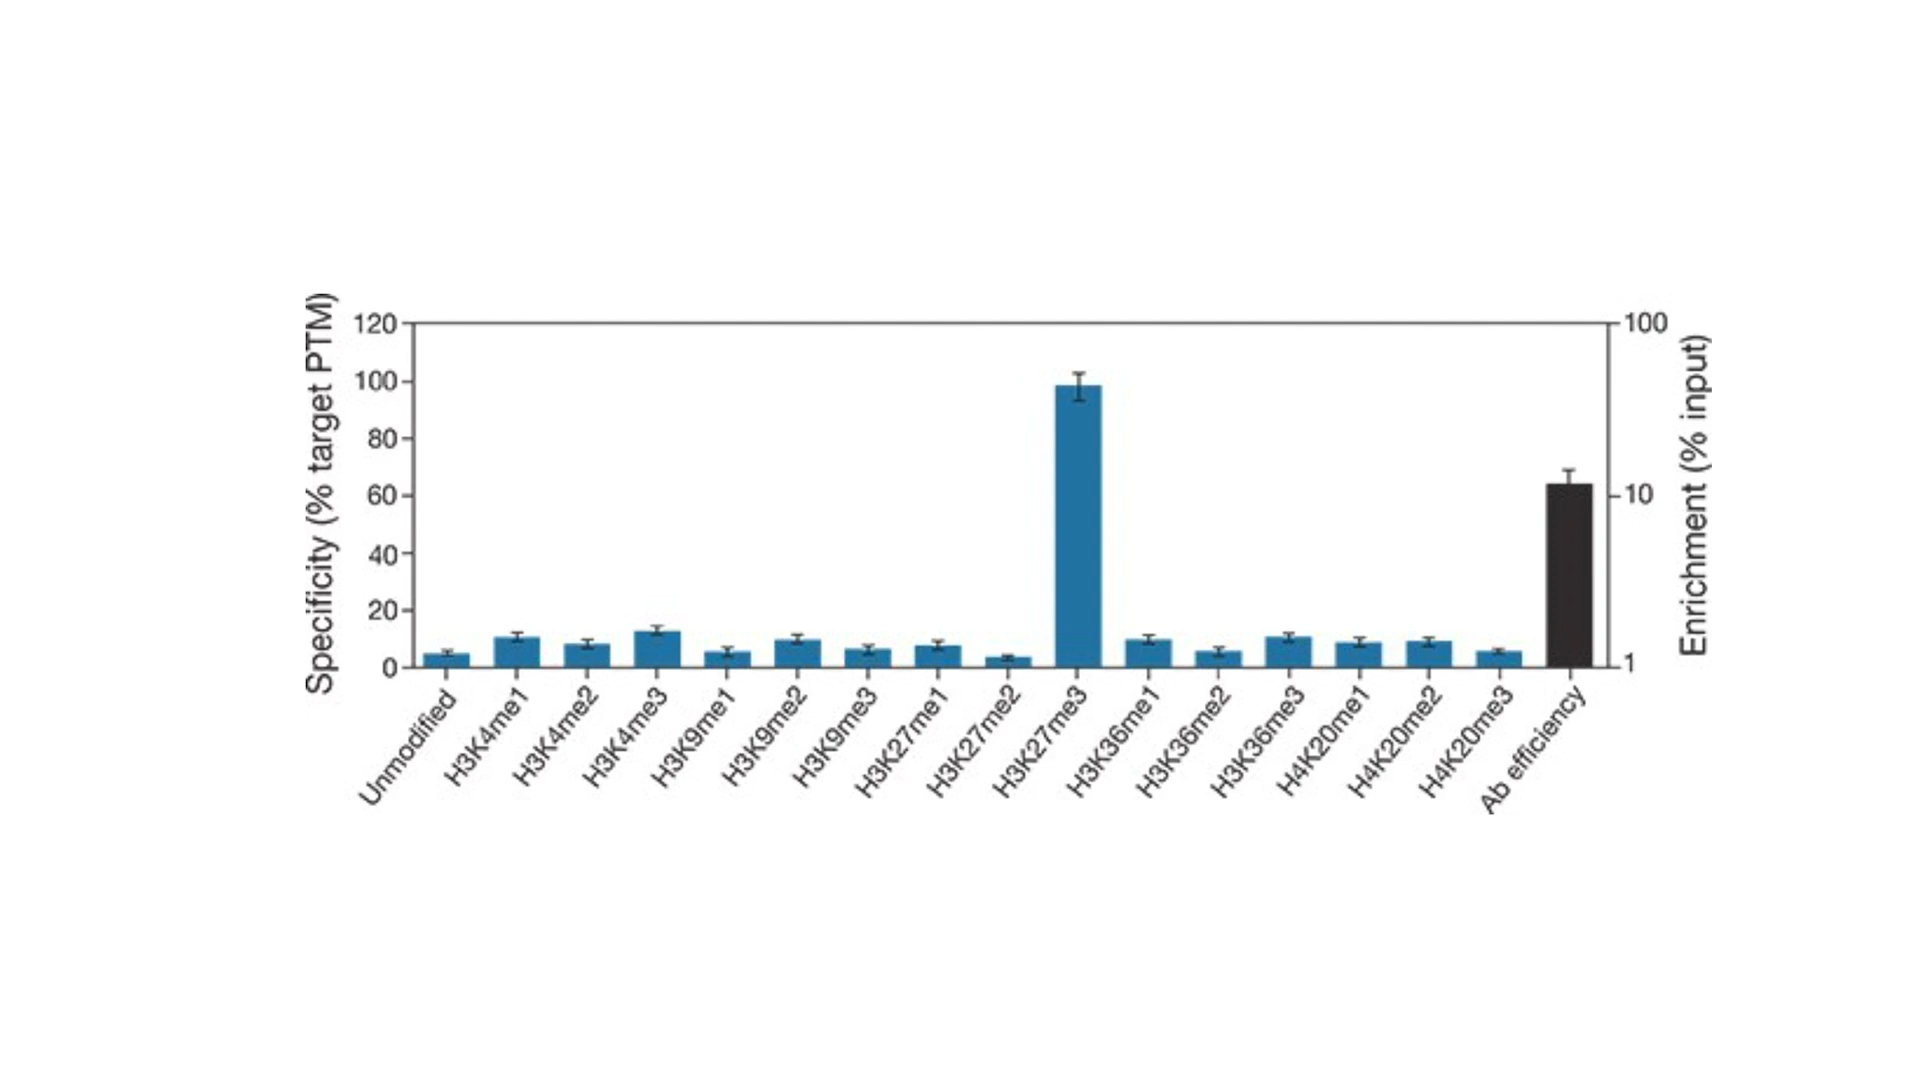 Specificity (% target PTM)
120
100
80
60
40
20
0
100
10
1
Enrichment (% input)
Unmodified
H3K4me1
H3K4me2
H3K4me3
H3K9me1
H3K9me2
H3K9me3
H3K27me1
H3K27me2
H3K27me3
H3K36me1
H3K36me2
H3K36me3
H4K20me1
H4K20me2
H4K20me3
Ab efficiency